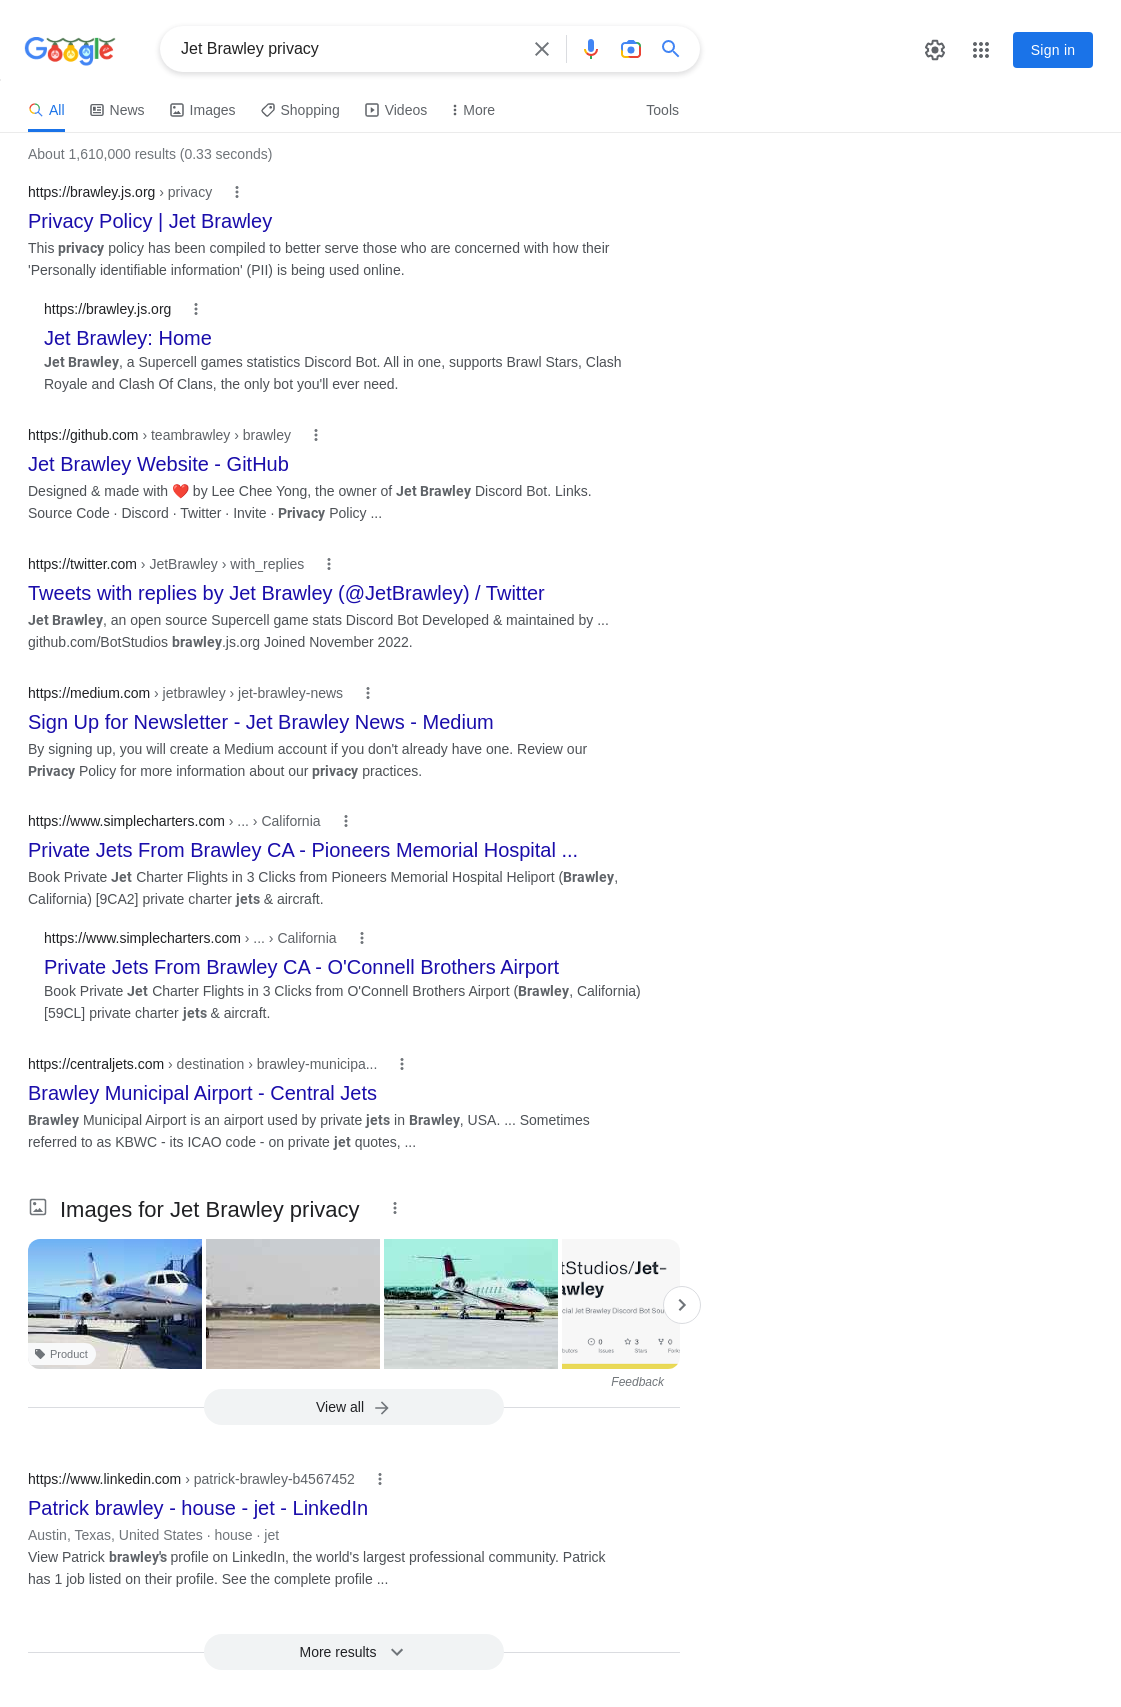 Google
Jet Brawley privacy
Sign in
All
News
Images
Shopping
Videos
More
Tools
About 1,610,000 results (0.33 seconds)
https://brawley.js.org › privacy
Privacy Policy | Jet Brawley
This privacy policy has been compiled to better serve those who are concerned with how their
'Personally identifiable information' (PII) is being used online.
https://brawley.js.org
Jet Brawley: Home
Jet Brawley, a Supercell games statistics Discord Bot. All in one, supports Brawl Stars, Clash
Royale and Clash Of Clans, the only bot you'll ever need.
https://github.com › teambrawley › brawley
Jet Brawley Website - GitHub
Designed & made with ❤️ by Lee Chee Yong, the owner of Jet Brawley Discord Bot. Links.
Source Code · Discord · Twitter · Invite · Privacy Policy ...
https://twitter.com › JetBrawley › with_replies
Tweets with replies by Jet Brawley (@JetBrawley) / Twitter
Jet Brawley, an open source Supercell game stats Discord Bot Developed & maintained by ...
github.com/BotStudios brawley.js.org Joined November 2022.
https://medium.com › jetbrawley › jet-brawley-news
Sign Up for Newsletter - Jet Brawley News - Medium
By signing up, you will create a Medium account if you don't already have one. Review our
Privacy Policy for more information about our privacy practices.
https://www.simplecharters.com › ... › California
Private Jets From Brawley CA - Pioneers Memorial Hospital ...
Book Private Jet Charter Flights in 3 Clicks from Pioneers Memorial Hospital Heliport (Brawley,
California) [9CA2] private charter jets & aircraft.
https://www.simplecharters.com › ... › California
Private Jets From Brawley CA - O'Connell Brothers Airport
Book Private Jet Charter Flights in 3 Clicks from O'Connell Brothers Airport (Brawley, California)
[59CL] private charter jets & aircraft.
https://centraljets.com › destination › brawley-municipa...
Brawley Municipal Airport - Central Jets
Brawley Municipal Airport is an airport used by private jets in Brawley, USA. ... Sometimes
referred to as KBWC - its ICAO code - on private jet quotes, ...
Images for Jet Brawley privacy
Product
tStudios/Jet-
awley
cial Jet Brawley Discord Bot Sou
0 3 0
butors Issues Stars Forks
Feedback
View all
https://www.linkedin.com › patrick-brawley-b4567452
Patrick brawley - house - jet - LinkedIn
Austin, Texas, United States · house · jet
View Patrick brawley's profile on LinkedIn, the world's largest professional community. Patrick
has 1 job listed on their profile. See the complete profile ...
More results